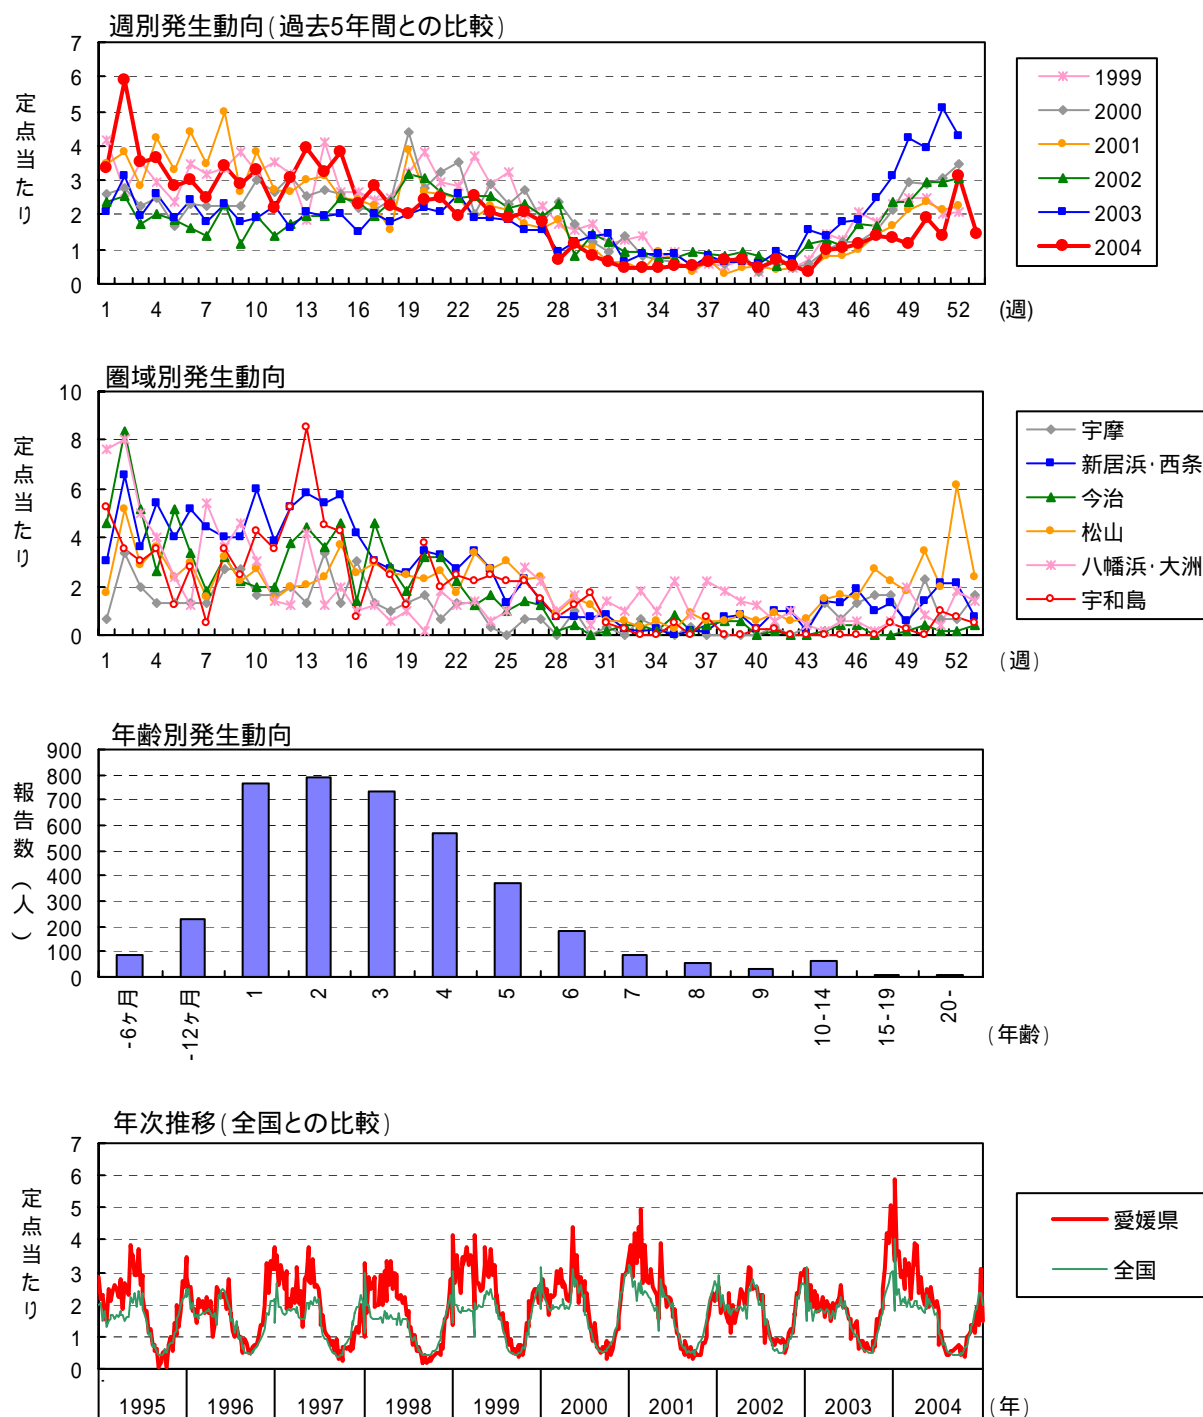 週別発生動向(過去5年間との比較)
定点当たり
7
6
5
4
3
2
1
0
1 4 7 10 13 16 19 22 25 28 31 34 37 40 43 46 49 52 (週)
1999
2000
2001
2002
2003
2004
圏域別発生動向
定点当たり
10
8
6
4
2
0
1 4 7 10 13 16 19 22 25 28 31 34 37 40 43 46 49 52 (週)
宇摩
新居浜・西条
今治
松山
八幡浜・大洲
宇和島
年齢別発生動向
報告数(人)
900
800
700
600
500
400
300
200
100
0
-6ヶ月 -12ヶ月 1 2 3 4 5 6 7 8 9 10-14 15-19 20- (年齢)
年次推移(全国との比較)
定点当たり
7
6
5
4
3
2
1
0
1995 1996 1997 1998 1999 2000 2001 2002 2003 2004 (年)
愛媛県
全国